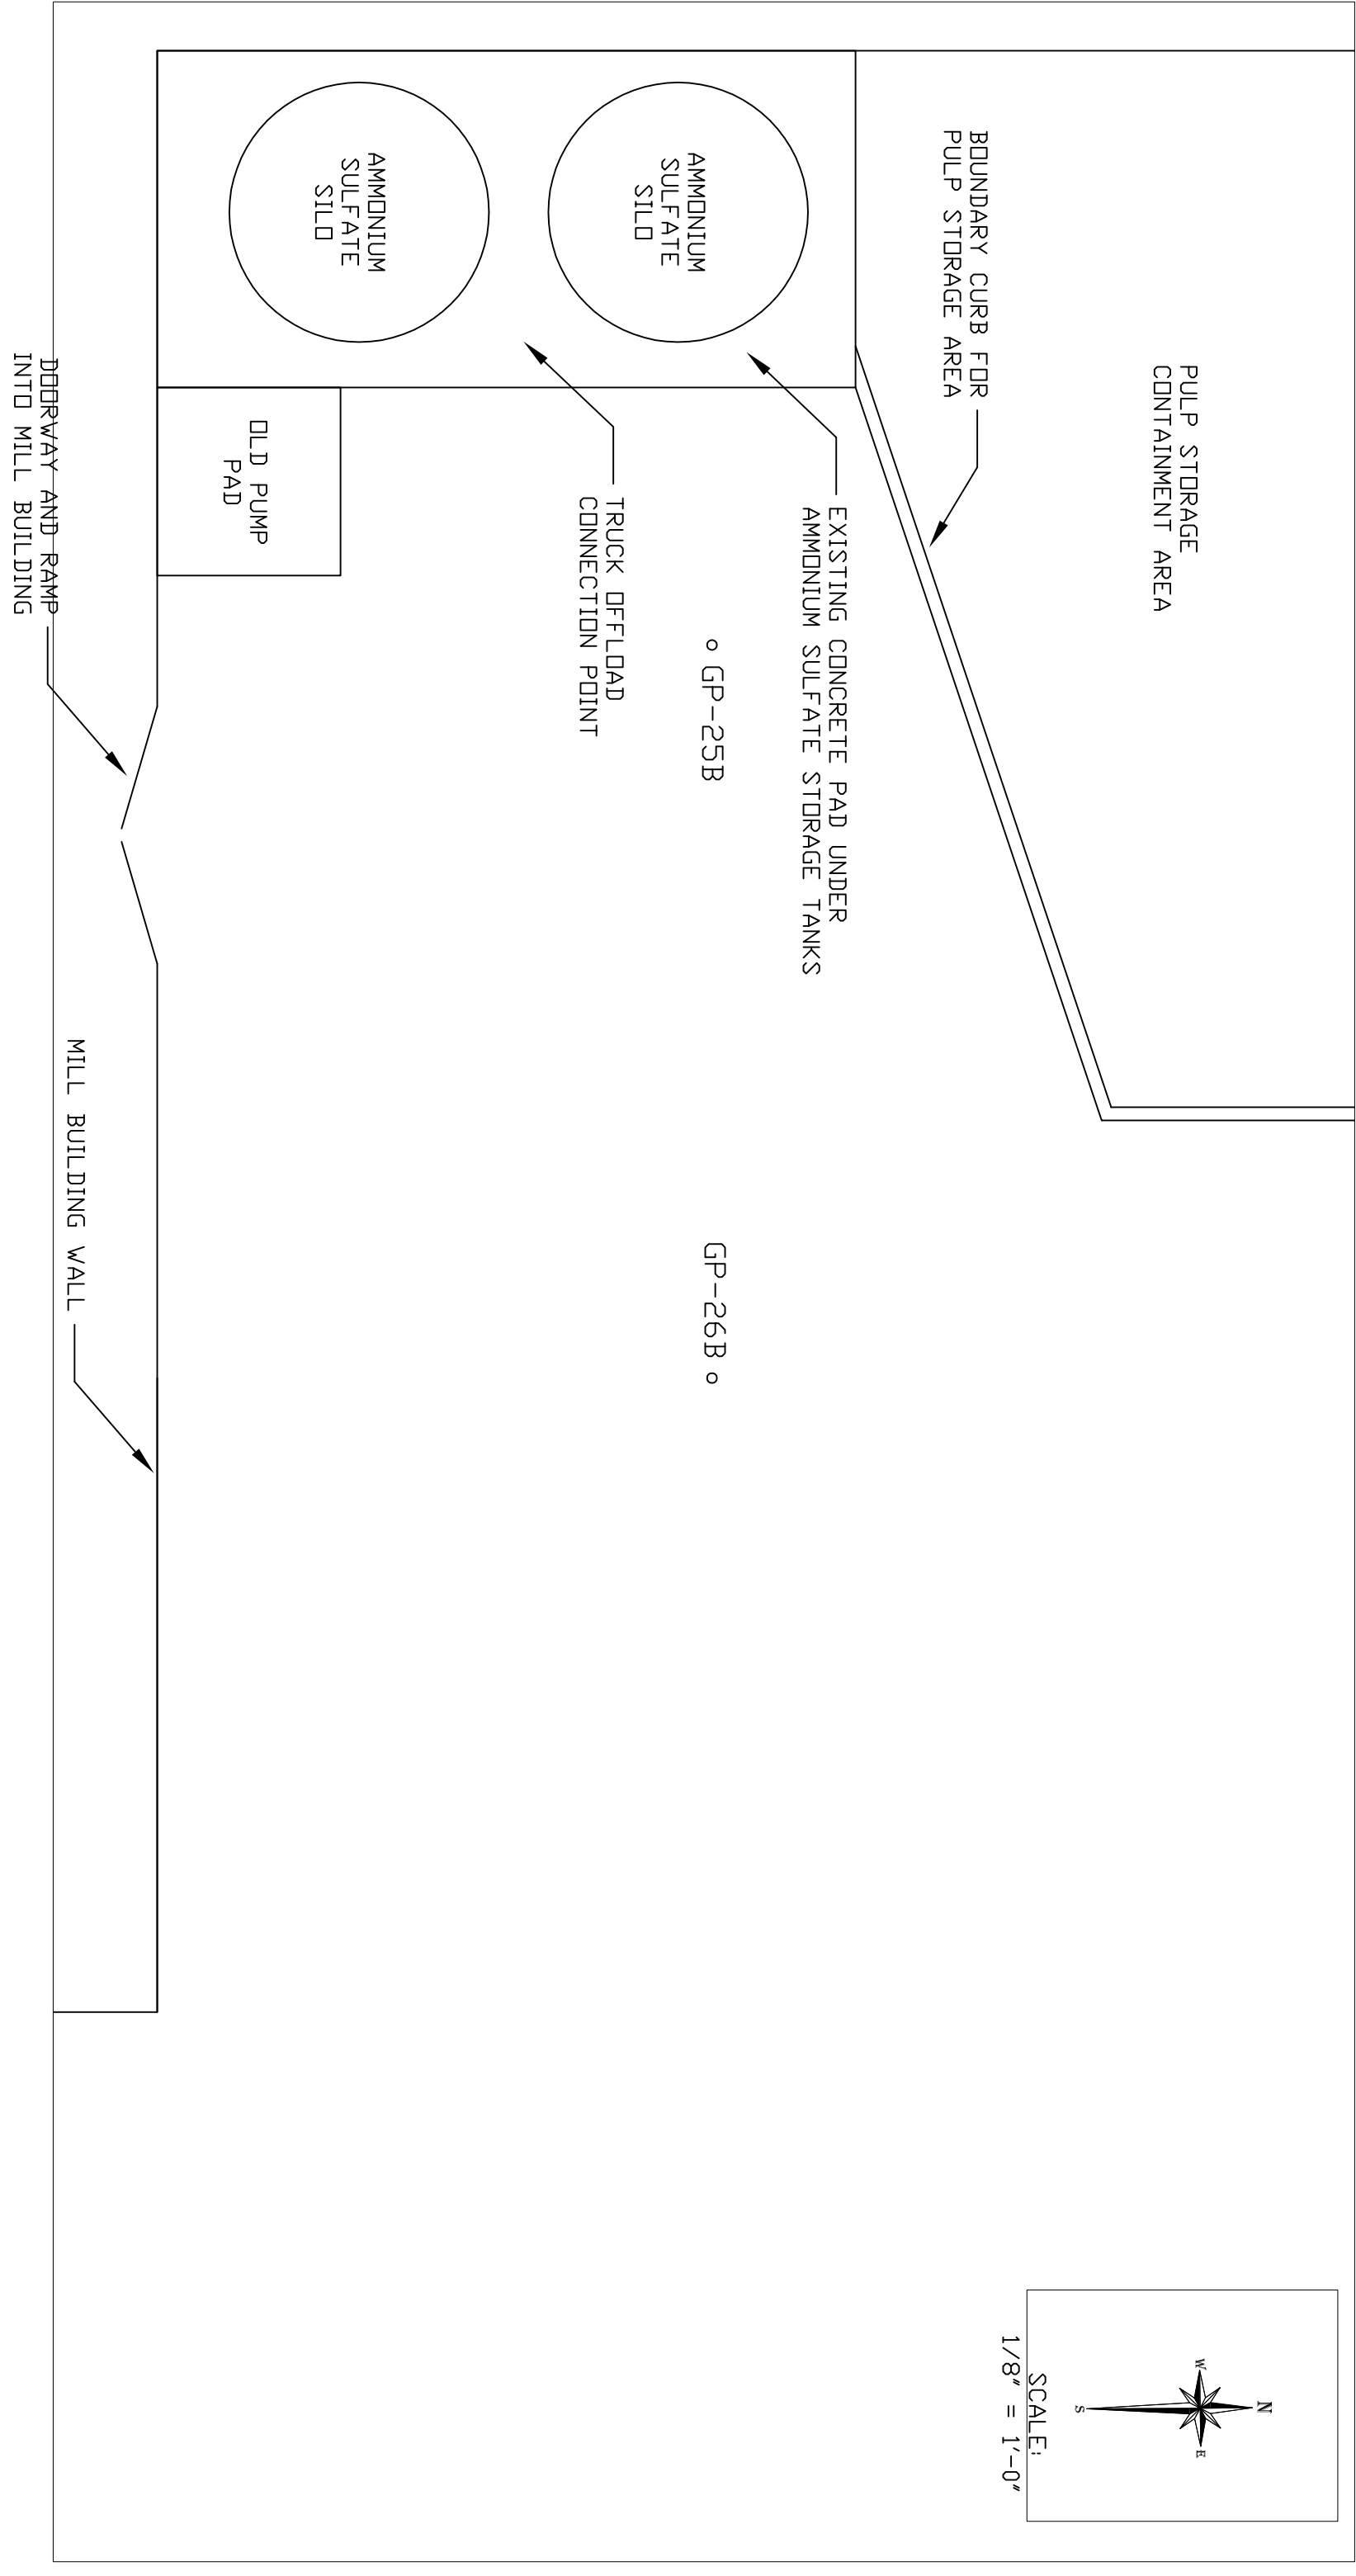 PULP STORAGE
CONTAINMENT AREA
BOUNDARY CURB FOR
PULP STORAGE AREA
AMMONIUM
SULFATE
SILO
EXISTING CONCRETE PAD UNDER
AMMONIUM SULFATE STORAGE TANKS
GP-25B
GP-26B
TRUCK OFFLOAD
CONNECTION POINT
AMMONIUM
SULFATE
SILO
OLD PUMP
PAD
DOORWAY AND RAMP
INTO MILL BUILDING
MILL BUILDING WALL
N
W
E
S
SCALE:
1/8" = 1'-0"